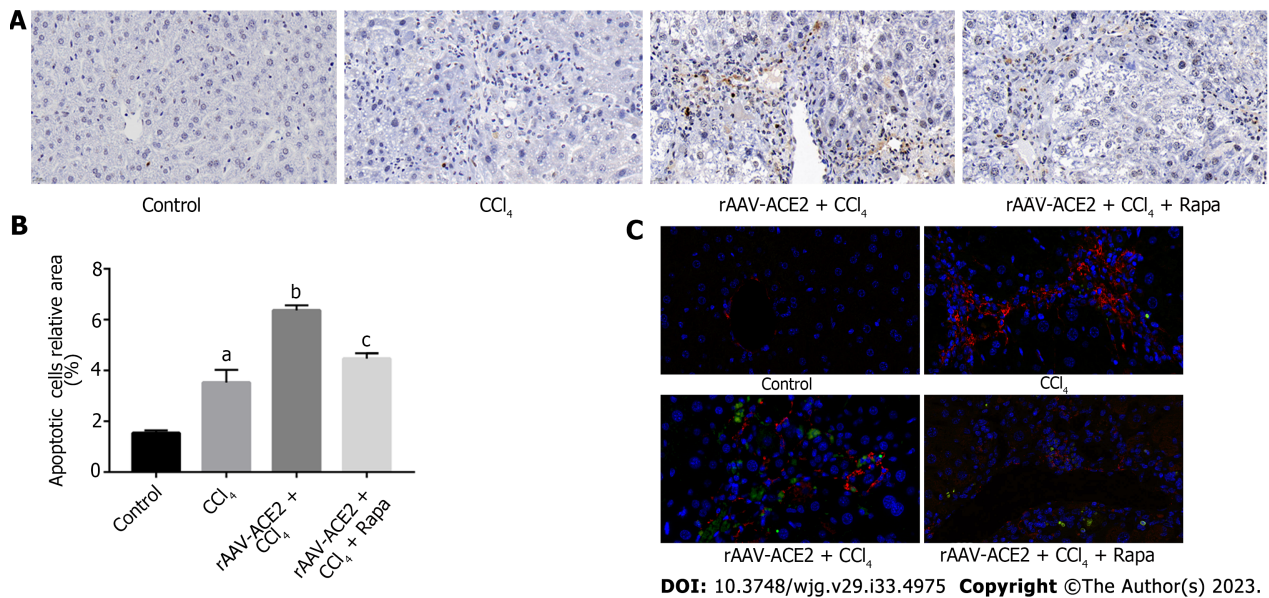 A
Control
CCl4
rAAV-ACE2 + CCl4
rAAV-ACE2 + CCl4 + Rapa
B
Apoptotic cells relative area
(%)
8
6
4
2
0
a
b
c
Control
CCl4
rAAV-ACE2 +
CCl4
rAAV-ACE2 +
CCl4 + Rapa
C
Control
CCl4
rAAV-ACE2 + CCl4
rAAV-ACE2 + CCl4 + Rapa
DOI: 10.3748/wjg.v29.i33.4975 Copyright ©The Author(s) 2023.